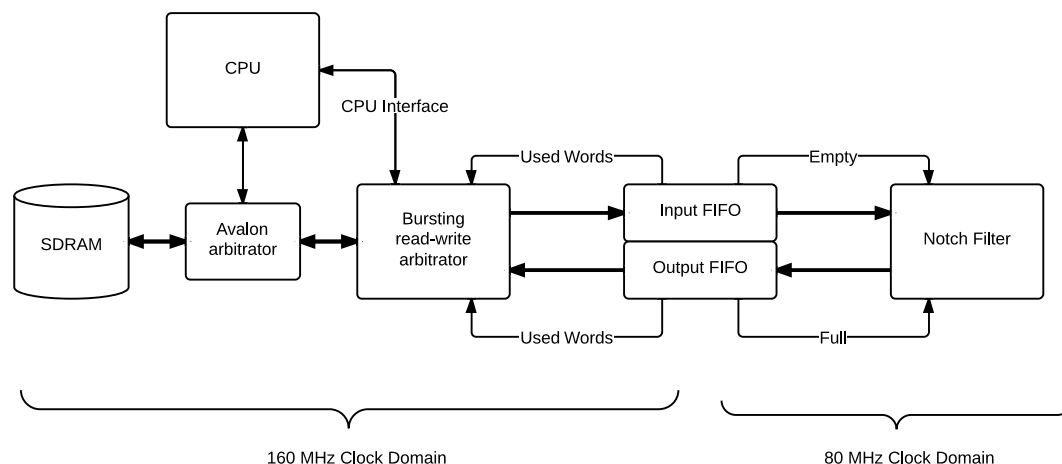 CPU
CPU Interface
Used Words
Empty
SDRAM
Avalon
arbitrator
Bursting
read-write
arbitrator
Input FIFO
Output FIFO
Notch Filter
Used Words
Full
160 MHz Clock Domain
80 MHz Clock Domain